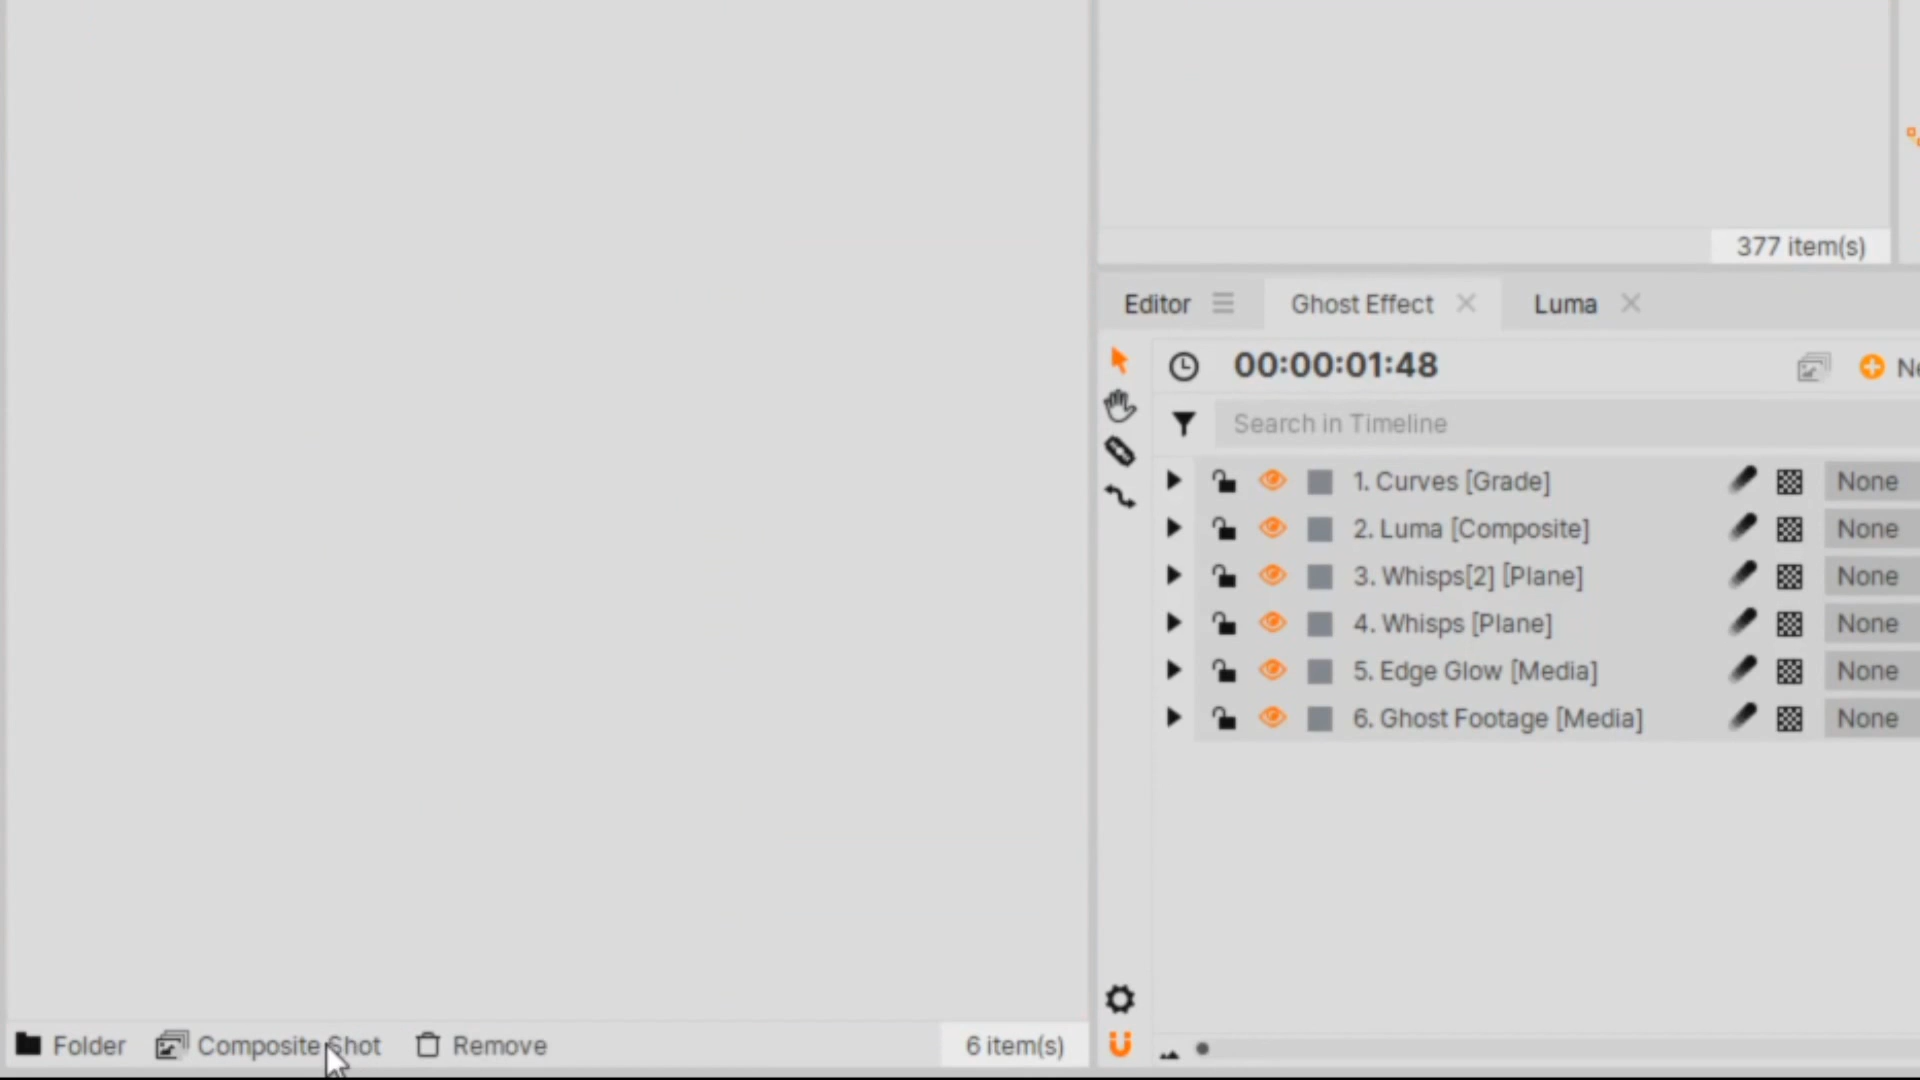 377 item(s)
Editor Ghost Effect Luma
00:00:01:48
Search in Timeline
1. Curves [Grade] None
2. Luma [Composite] None
3. Whisps[2] [Plane] None
4. Whisps [Plane] None
5. Edge Glow [Media] None
6. Ghost Footage [Media] None
Folder Composite Shot Remove 6 item(s)